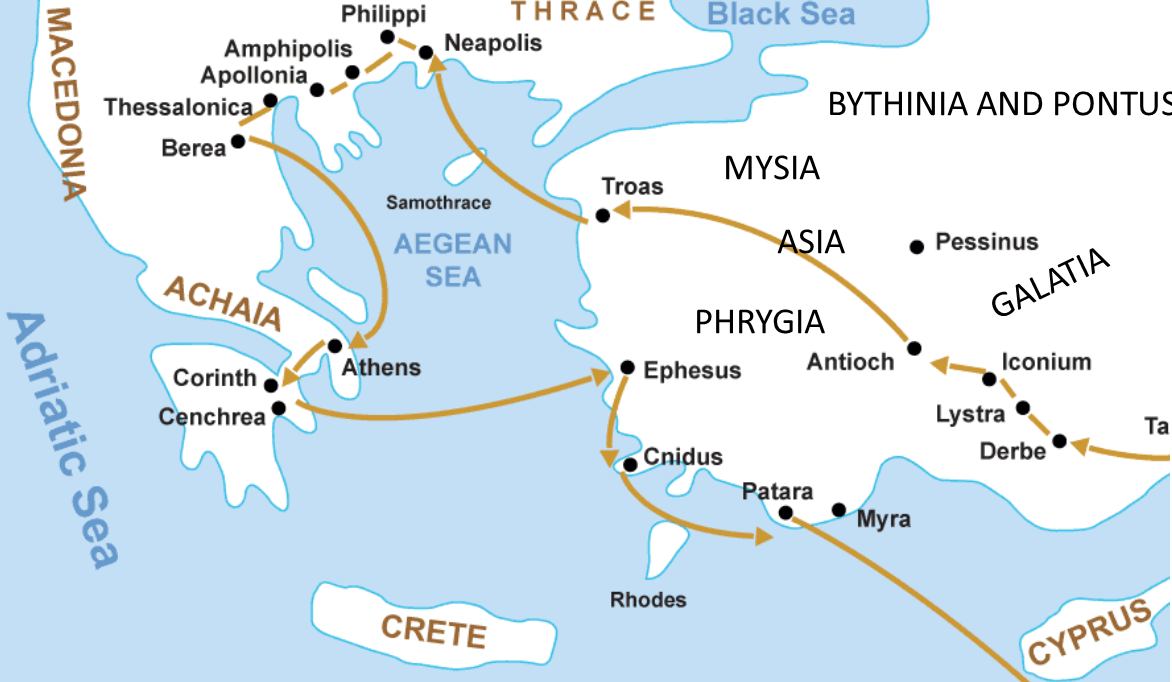 THRACE
Black Sea
Philippi
Neapolis
Amphipolis
Apollonia
Thessalonica
Berea
MACEDONIA
BYTHINIA AND PONTUS
MYSIA
Troas
Samothrace
AEGEAN
SEA
ASIA
Pessinus
GALATIA
ACHAIA
PHRYGIA
Adriatic Sea
Athens
Corinth
Cenchrea
Ephesus
Antioch
Iconium
Lystra
Derbe
Ta
Cnidus
Patara
Myra
Rhodes
CRETE
CYPRUS